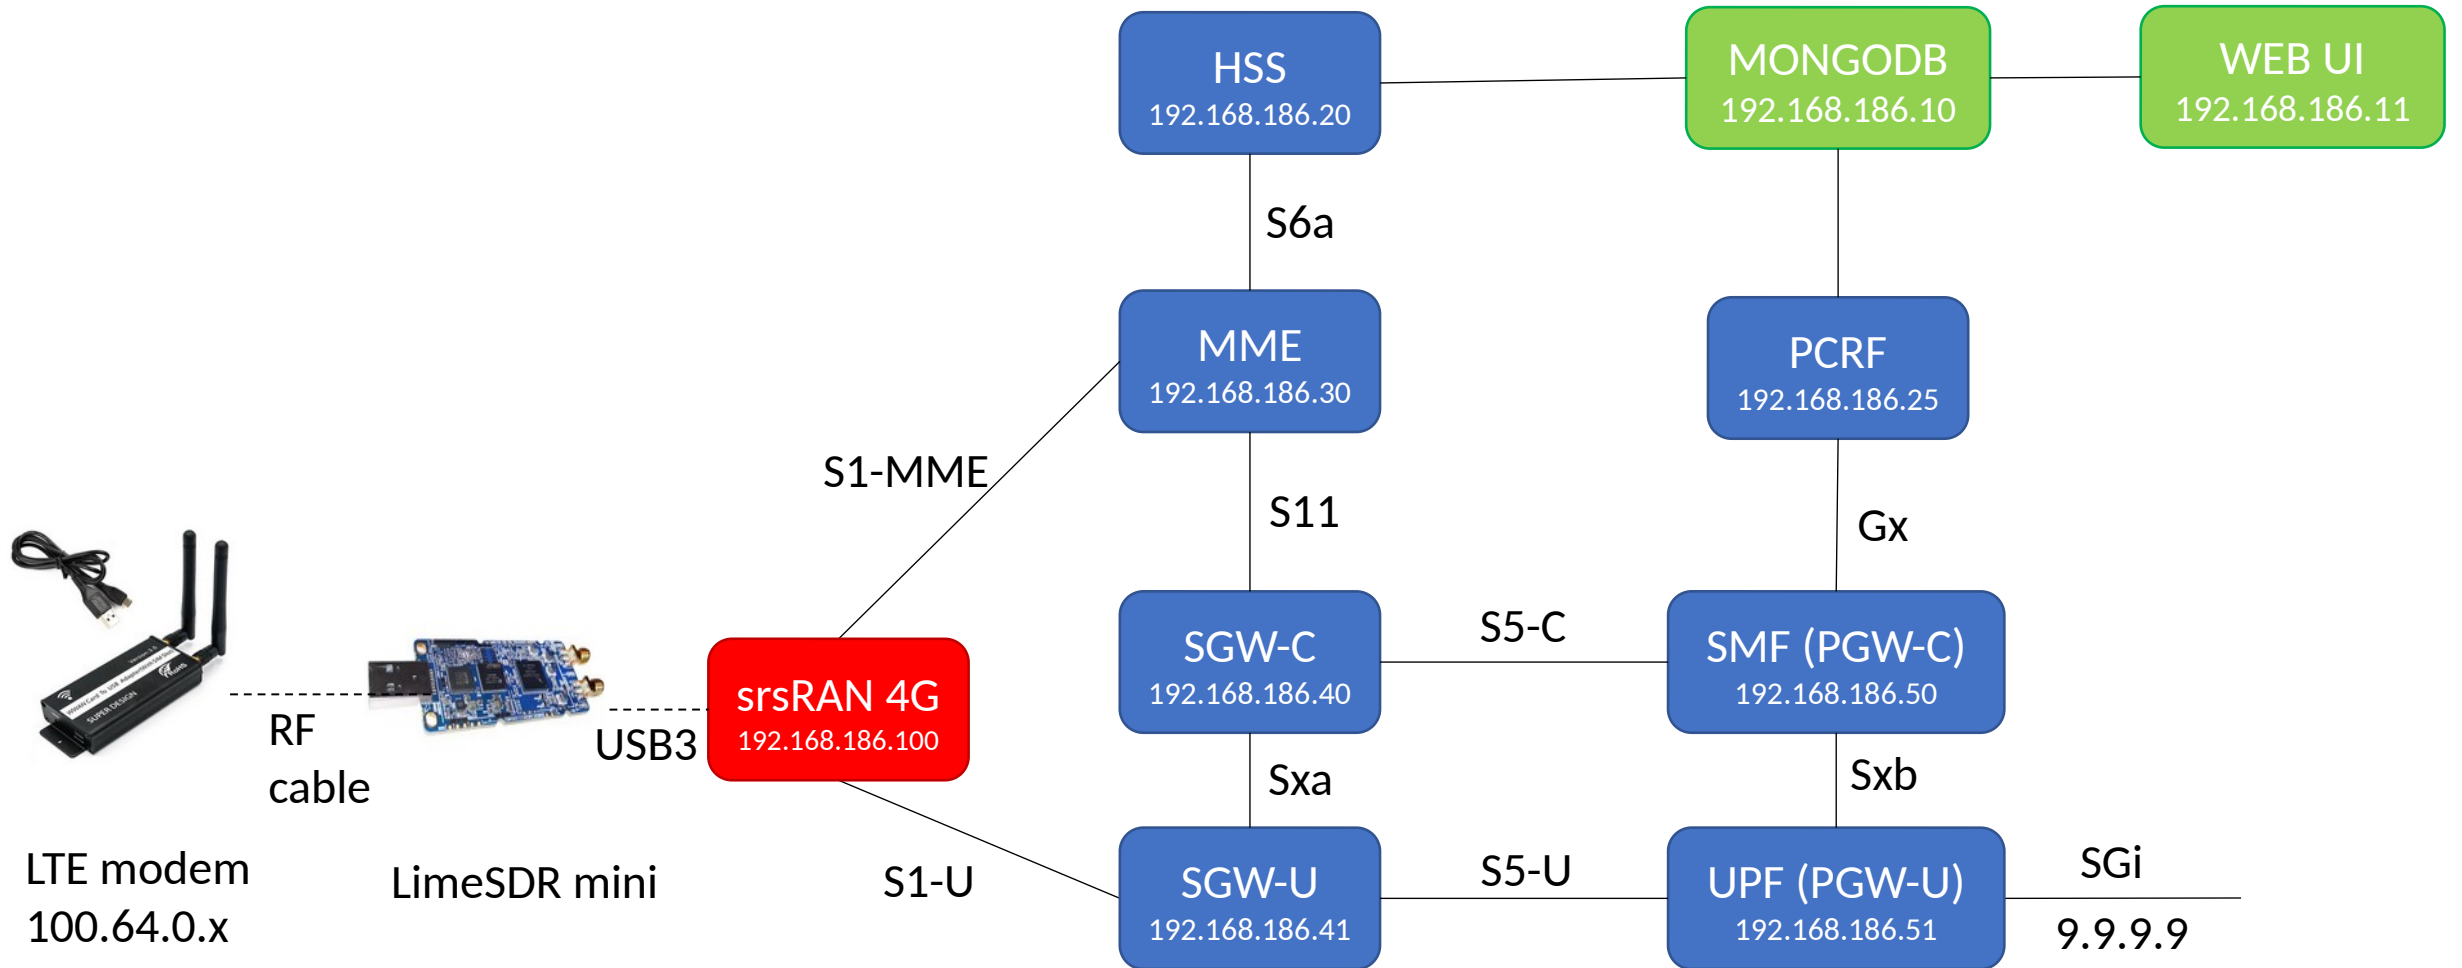 HSS
192.168.186.20
MONGODB
192.168.186.10
WEB UI
192.168.186.11
S6a
MME
192.168.186.30
PCRF
192.168.186.25
S1-MME
S11
Gx
SGW-C
192.168.186.40
S5-C
SMF (PGW-C)
192.168.186.50
srsRAN 4G
192.168.186.100
RF
cable
USB3
Sxa
Sxb
LTE modem
100.64.0.x
LimeSDR mini
S1-U
SGW-U
192.168.186.41
S5-U
UPF (PGW-U)
192.168.186.51
SGi
9.9.9.9
SUPER DESIGN
RoHS